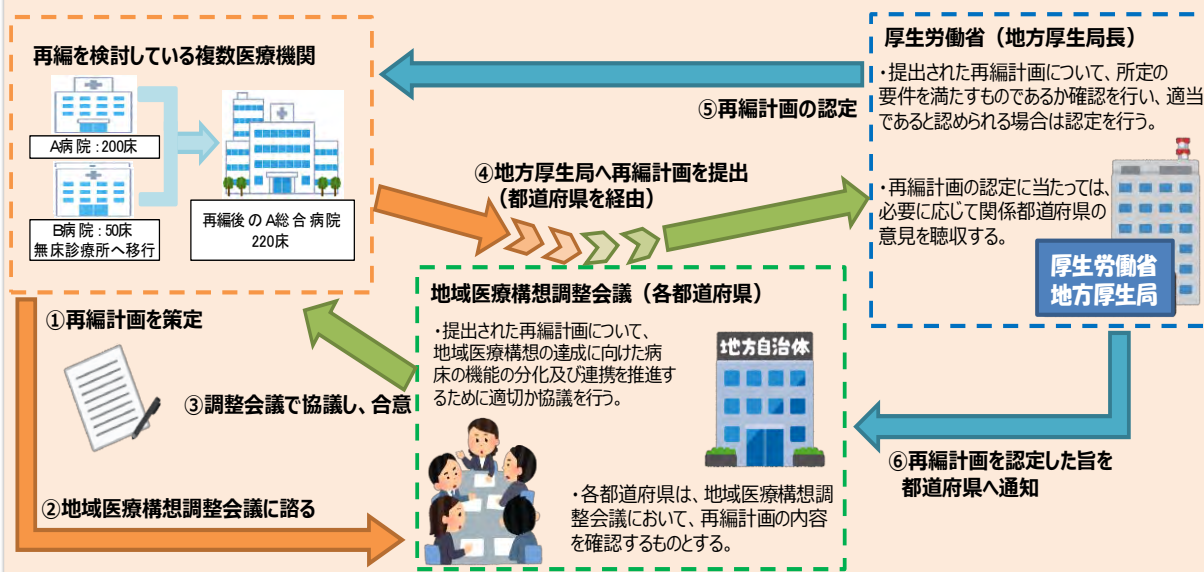 再編を検討している複数医療機関
A病院:200床
B病院:50床
無床診療所へ移行
再編後のA総合病院
220床
①再編計画を策定
②地域医療構想調整会議に諮る
③調整会議で協議し、合意
④地方厚生局へ再編計画を提出
(都道府県を経由)
⑤再編計画の認定
厚生労働省(地方厚生局長)
・提出された再編計画について、所定の
要件を満たすものであるか確認を行い、適当
であると認められる場合は認定を行う。
・再編計画の認定に当たっては、
必要に応じて関係都道府県の
意見を聴収する。
厚生労働省
地方厚生局
地域医療構想調整会議(各都道府県)
・提出された再編計画について、
地域医療構想の達成に向けた病
床の機能の分化及び連携を推進す
るために適切か協議を行う。
地方自治体
・各都道府県は、地域医療構想調
整会議において、再編計画の内容
を確認するものとする。
⑥再編計画を認定した旨を
都道府県へ通知